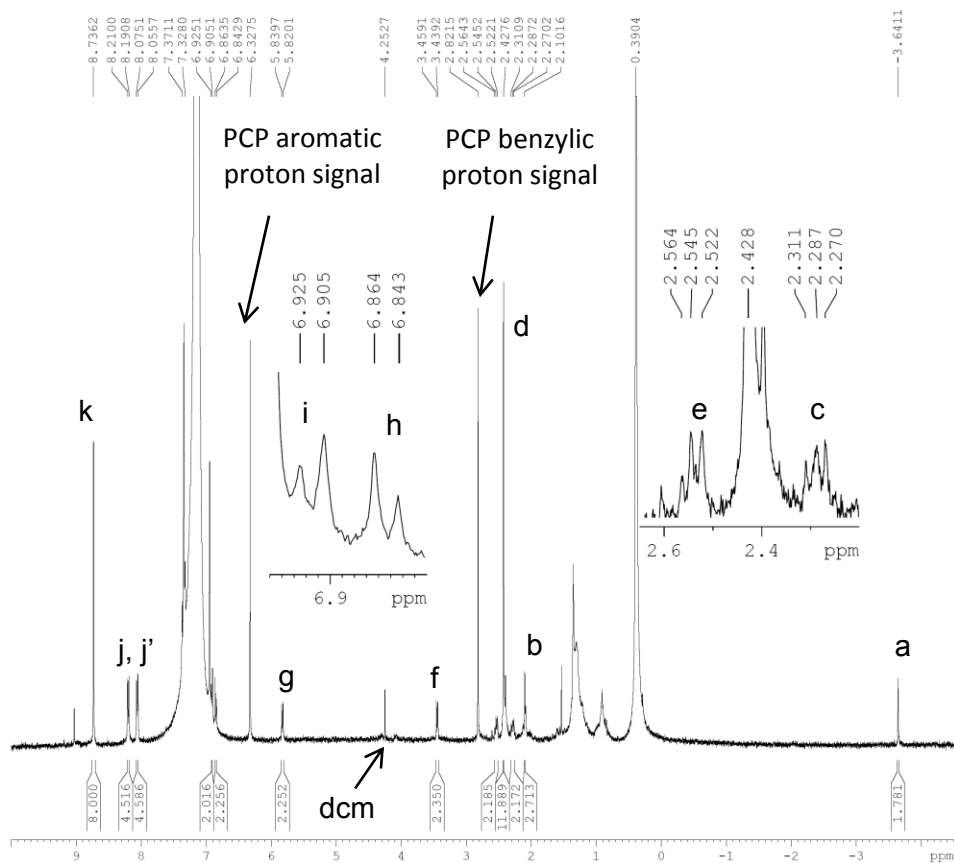 8.7362
8.2100
8.1908
8.0751
8.0557
7.3711
7.3280
6.9251
6.9051
6.8635
6.8429
6.3275
5.8397
5.8201
4.2527
3.4591
3.4392
2.8215
2.5643
2.5452
2.5221
2.4276
2.3109
2.2872
2.2702
2.1016
0.3904
-3.6411
PCP aromatic
proton signal
PCP benzylic
proton signal
6.925
6.905
6.864
6.843
i
h
6.9 ppm
2.564
2.545
2.522
2.428
2.311
2.287
2.270
e
c
2.6 2.4 ppm
k
d
j, j’
g
f
b
a
dcm
8.000
4.516
4.586
2.016
2.256
2.252
2.350
2.185
11.889
2.172
2.713
1.781
9 8 7 6 5 4 3 2 1 0 -1 -2 -3 ppm